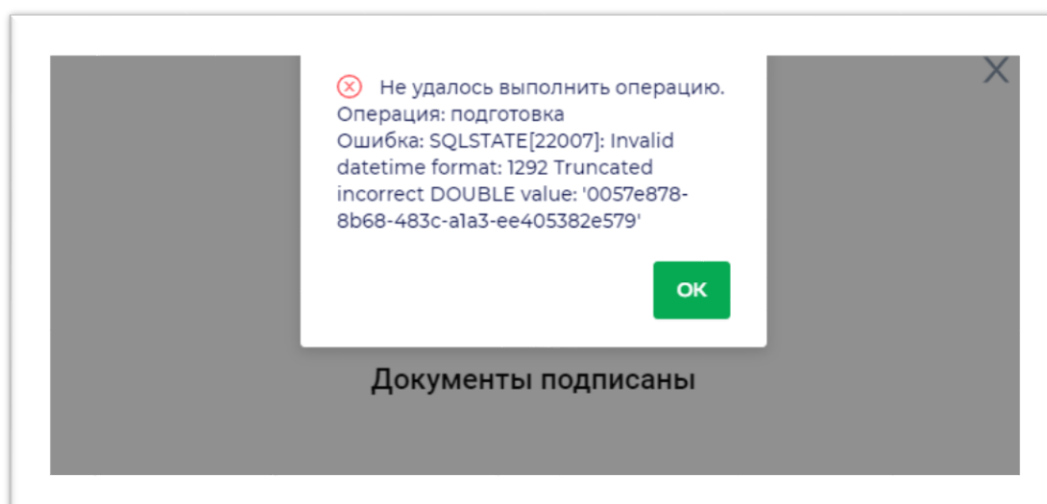 Не удалось выполнить операцию.
Операция: подготовка
Ошибка: SQLSTATE[22007]: Invalid
datetime format: 1292 Truncated
incorrect DOUBLE value: '0057e878-
8b68-483c-a1a3-ee405382e579'
ОК
Документы подписаны